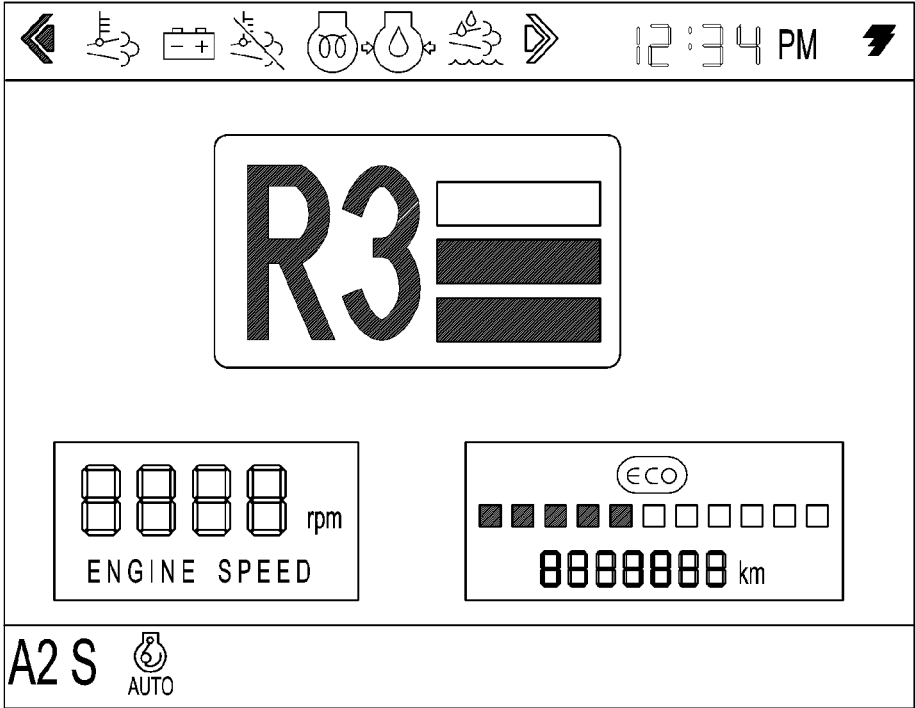 12:34 PM
R3
8888 rpm
ENGINE SPEED
eco
8888888 km
A2 S
AUTO